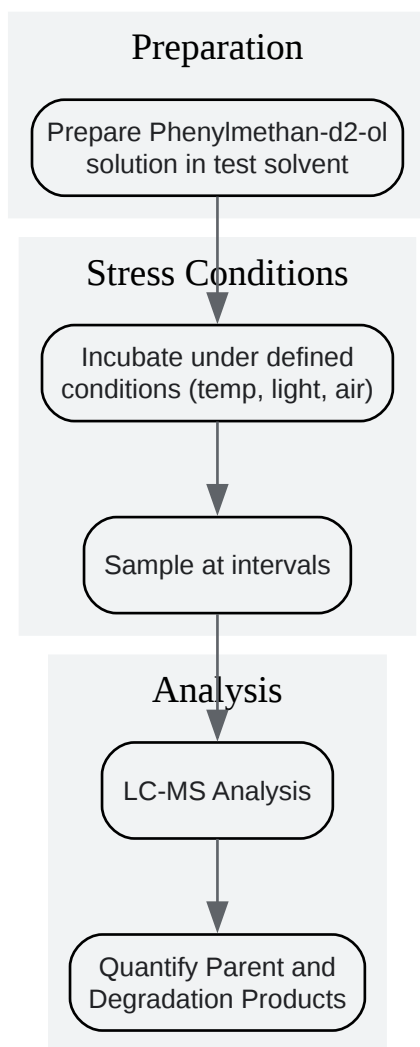 Preparation
Prepare Phenylmethan-d2-ol
solution in test solvent
Stress Conditions
Incubate under defined
conditions (temp, light, air)
Sample at intervals
Analysis
LC-MS Analysis
Quantify Parent and
Degradation Products